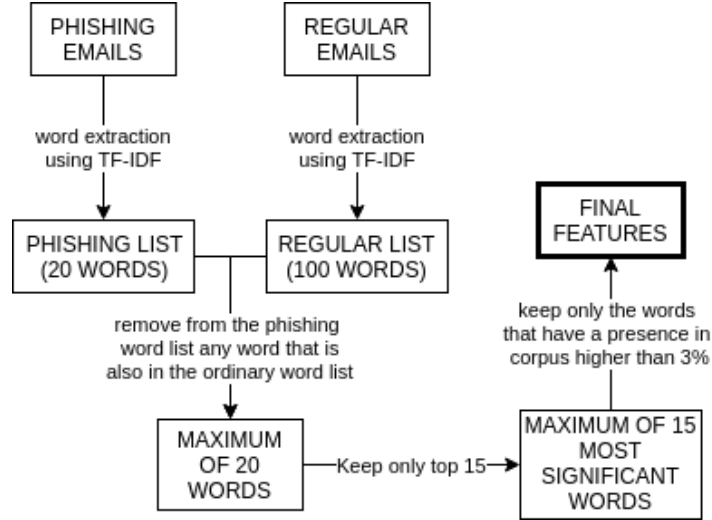 PHISHING
EMAILS
REGULAR
EMAILS
word extraction
using TF-IDF
word extraction
using TF-IDF
PHISHING LIST
(20 WORDS)
REGULAR LIST
(100 WORDS)
FINAL
FEATURES
remove from the phishing
word list any word that is
also in the ordinary word list
keep only the words
that have a presence in
corpus higher than 3%
MAXIMUM
OF 20
WORDS
Keep only top 15
MAXIMUM OF 15
MOST
SIGNIFICANT
WORDS